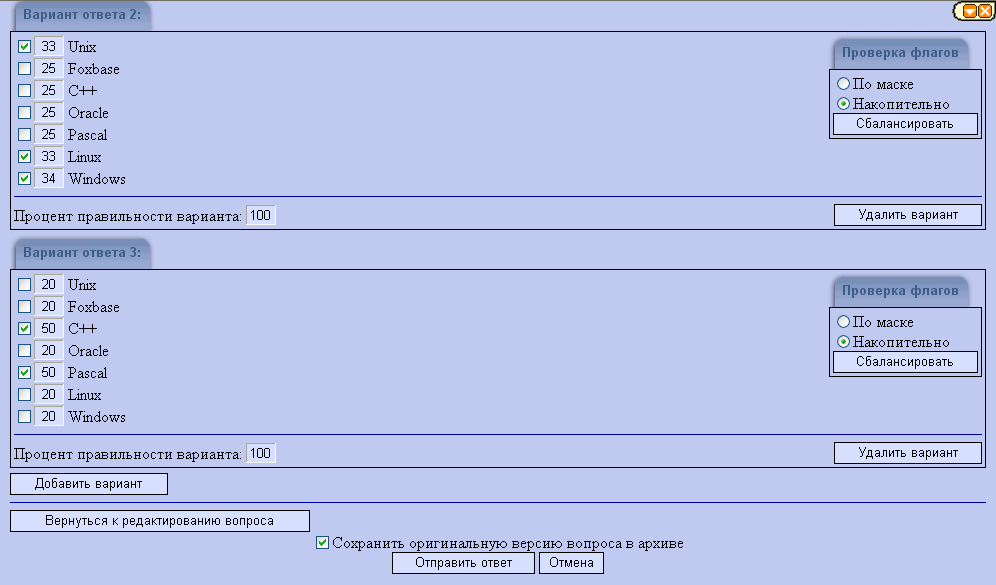 Вариант ответа 2:
33 Unix
25 Foxbase
25 C++
25 Oracle
25 Pascal
33 Linux
34 Windows
Проверка флагов
По маске
Накопительно
Сбалансировать
Процент правильности варианта: 100
Удалить вариант
Вариант ответа 3:
20 Unix
20 Foxbase
50 C++
20 Oracle
50 Pascal
20 Linux
20 Windows
Проверка флагов
По маске
Накопительно
Сбалансировать
Процент правильности варианта: 100
Удалить вариант
Добавить вариант
Вернуться к редактированию вопроса
Сохранить оригинальную версию вопроса в архиве
Отправить ответ Отмена